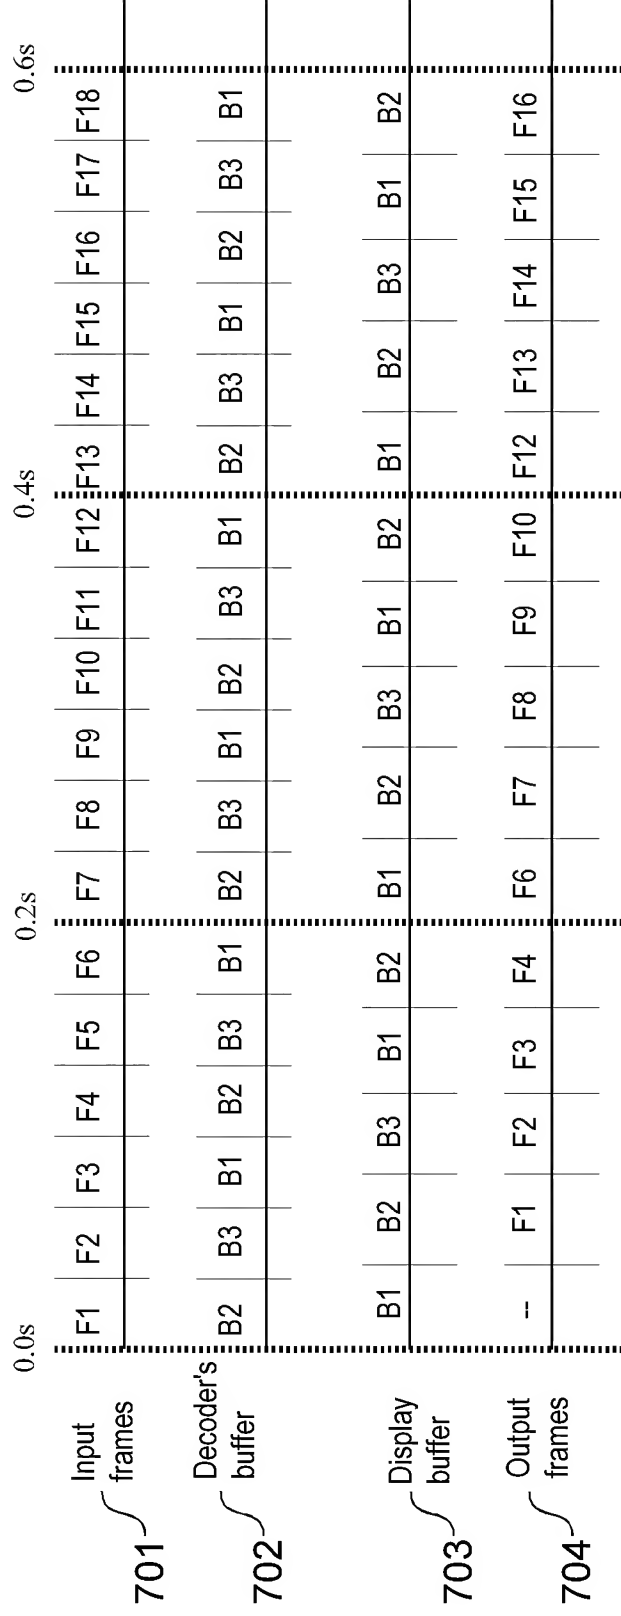 0.0s 0.2s 0.4s 0.6s
701 Input frames F1 F2 F3 F4 F5 F6 F7 F8 F9 F10 F11 F12 F13 F14 F15 F16 F17 F18
702 Decoder's buffer B2 B3 B1 B2 B3 B1 B2 B3 B1 B2 B3 B1 B2 B3 B1 B2 B3 B1
703 Display buffer B1 B2 B3 B1 B2 B1 B2 B3 B1 B2 B1 B2 B3 B1 B2
704 Output frames -- F1 F2 F3 F4 F6 F7 F8 F9 F10 F12 F13 F14 F15 F16